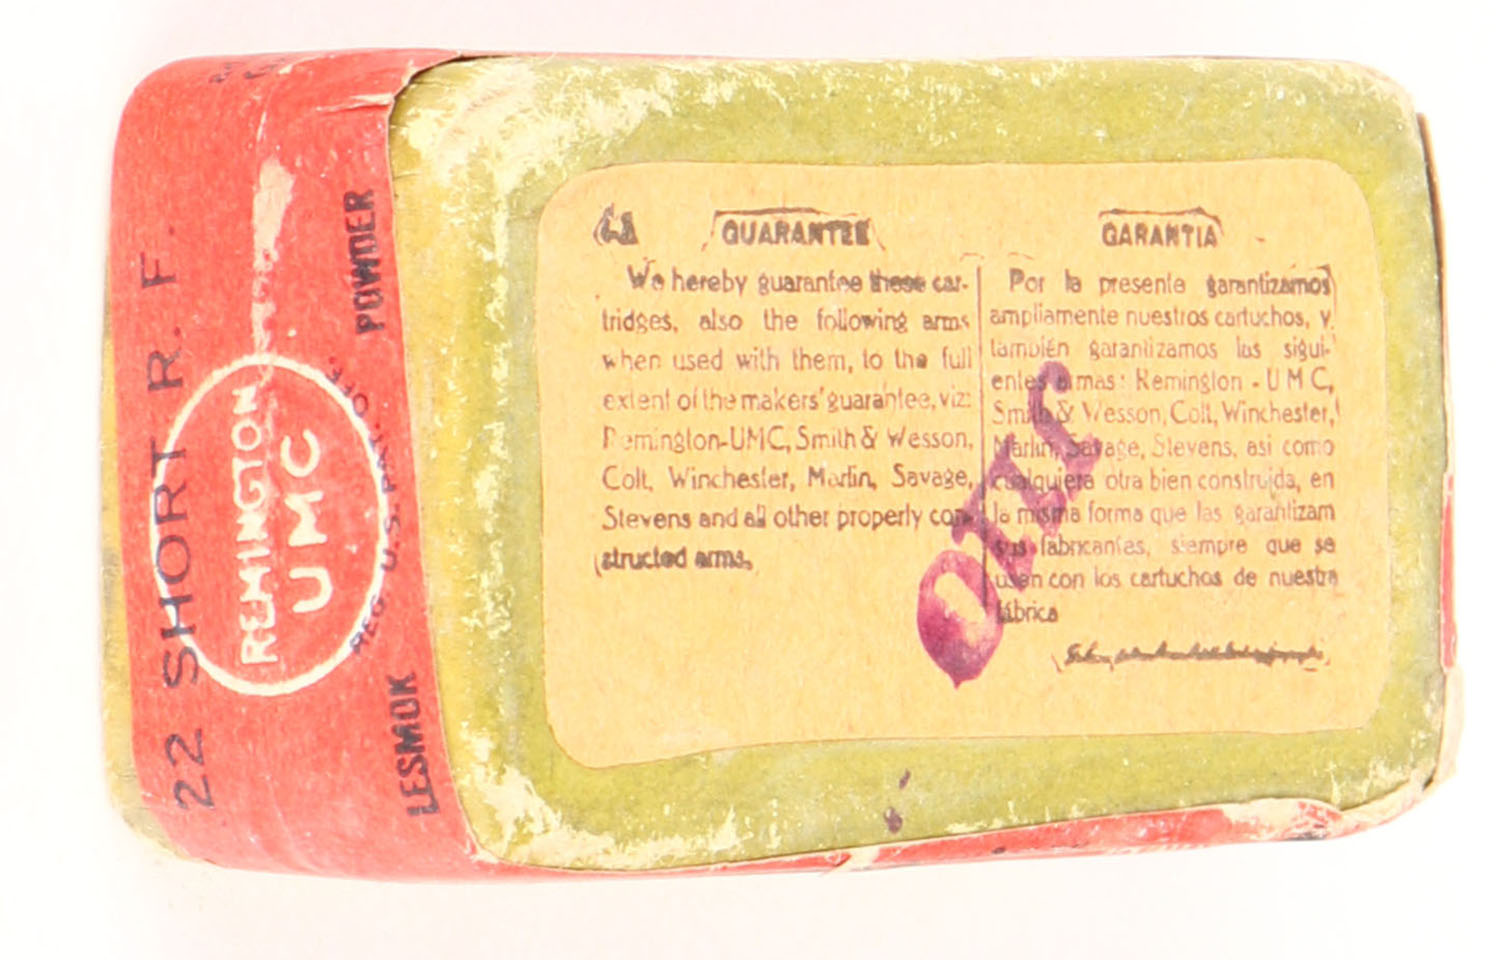 22 SHORT R. F.
REMINGTON
UMC
REG U.S. PAT. OFF.
LESMOK POWDER
GUARANTEE
We hereby guarantee these car-
tridges, also the following arms
when used with them, to the full
extent of the makers' guarantee, viz:
Remington-UMC, Smith & Wesson,
Colt, Winchester, Marlin, Savage,
Stevens and all other properly con-
structed arms.
GARANTIA
Por la presente garantizamos
ampliamente nuestros cartuchos, y
también garantizamos las sigui-
entes armas: Remington - U M C,
Smith & Wesson, Colt, Winchester,
Marlin, Savage, Stevens, asi como
cualquiera otra bien construida, en
la misma forma que las garantizam
sus fabricantes, siempre que se
usen con los cartuchos de nuestra
fábrica